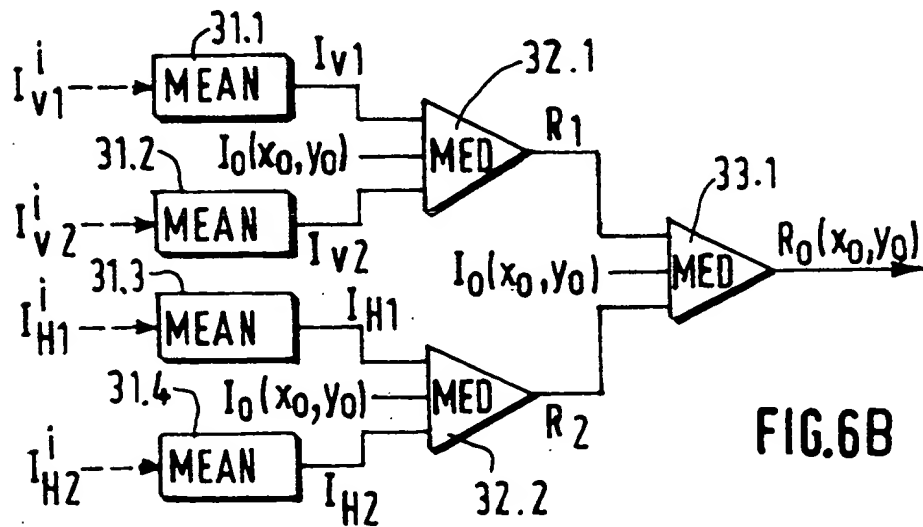 31.1
I^i_v1
MEAN
I_v1
32.1
I_0(x_0,y_0)
MED
R_1
31.2
I^i_v2
MEAN
I_v2
33.1
I_0(x_0,y_0)
MED
R_0(x_0,y_0)
31.3
I^i_H1
MEAN
I_H1
31.4
I_0(x_0,y_0)
MED
R_2
I^i_H2
MEAN
I_H2
32.2
FIG.6B